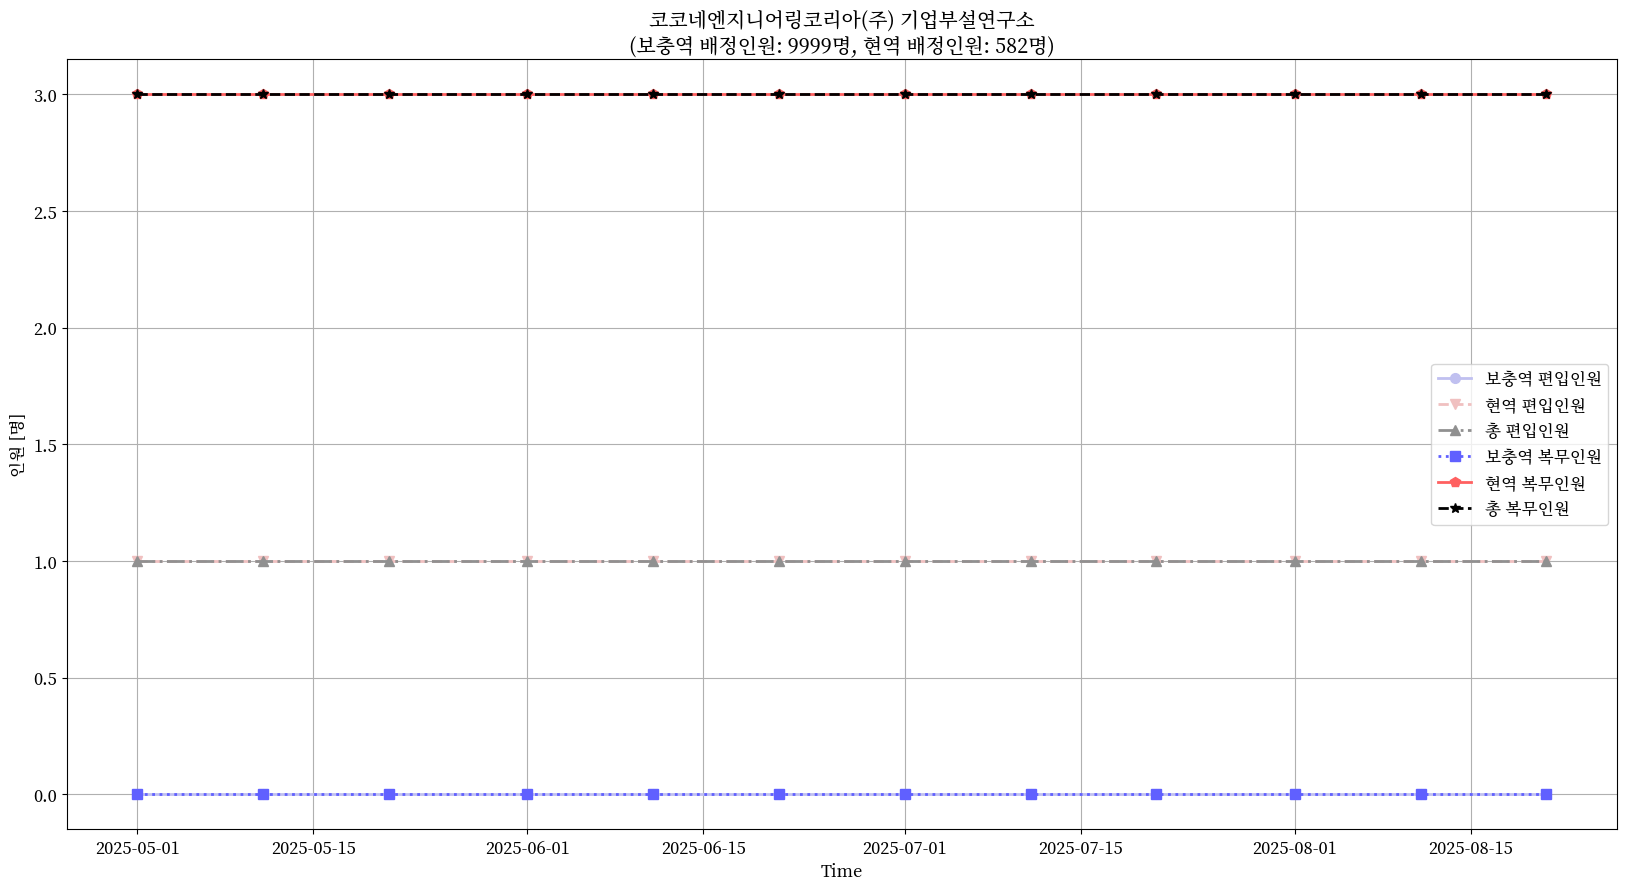 코코네엔지니어링코리아(주) 기업부설연구소
(보충역 배정인원: 9999명, 현역 배정인원: 582명)
3.0
2.5
2.0
1.5
1.0
0.5
0.0
인원 [명]
보충역 편입인원
현역 편입인원
총 편입인원
보충역 복무인원
현역 복무인원
총 복무인원
2025-05-01 2025-05-15 2025-06-01 2025-06-15 2025-07-01 2025-07-15 2025-08-01 2025-08-15
Time